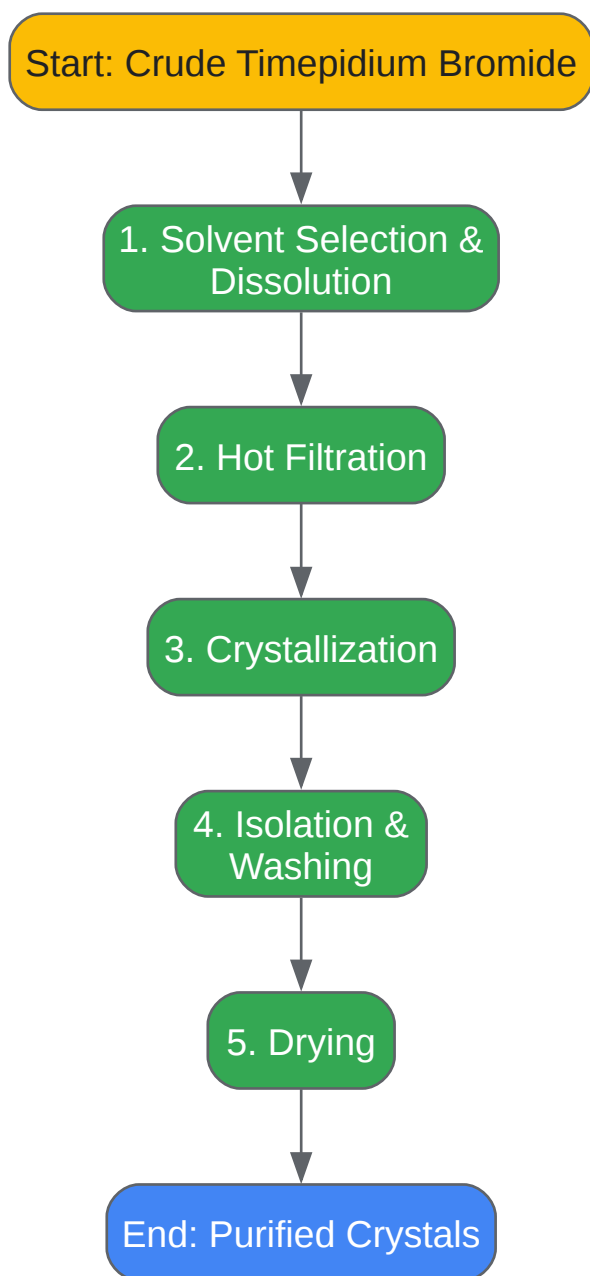 Start: Crude Timepidium Bromide
1. Solvent Selection &
Dissolution
2. Hot Filtration
3. Crystallization
4. Isolation &
Washing
5. Drying
End: Purified Crystals